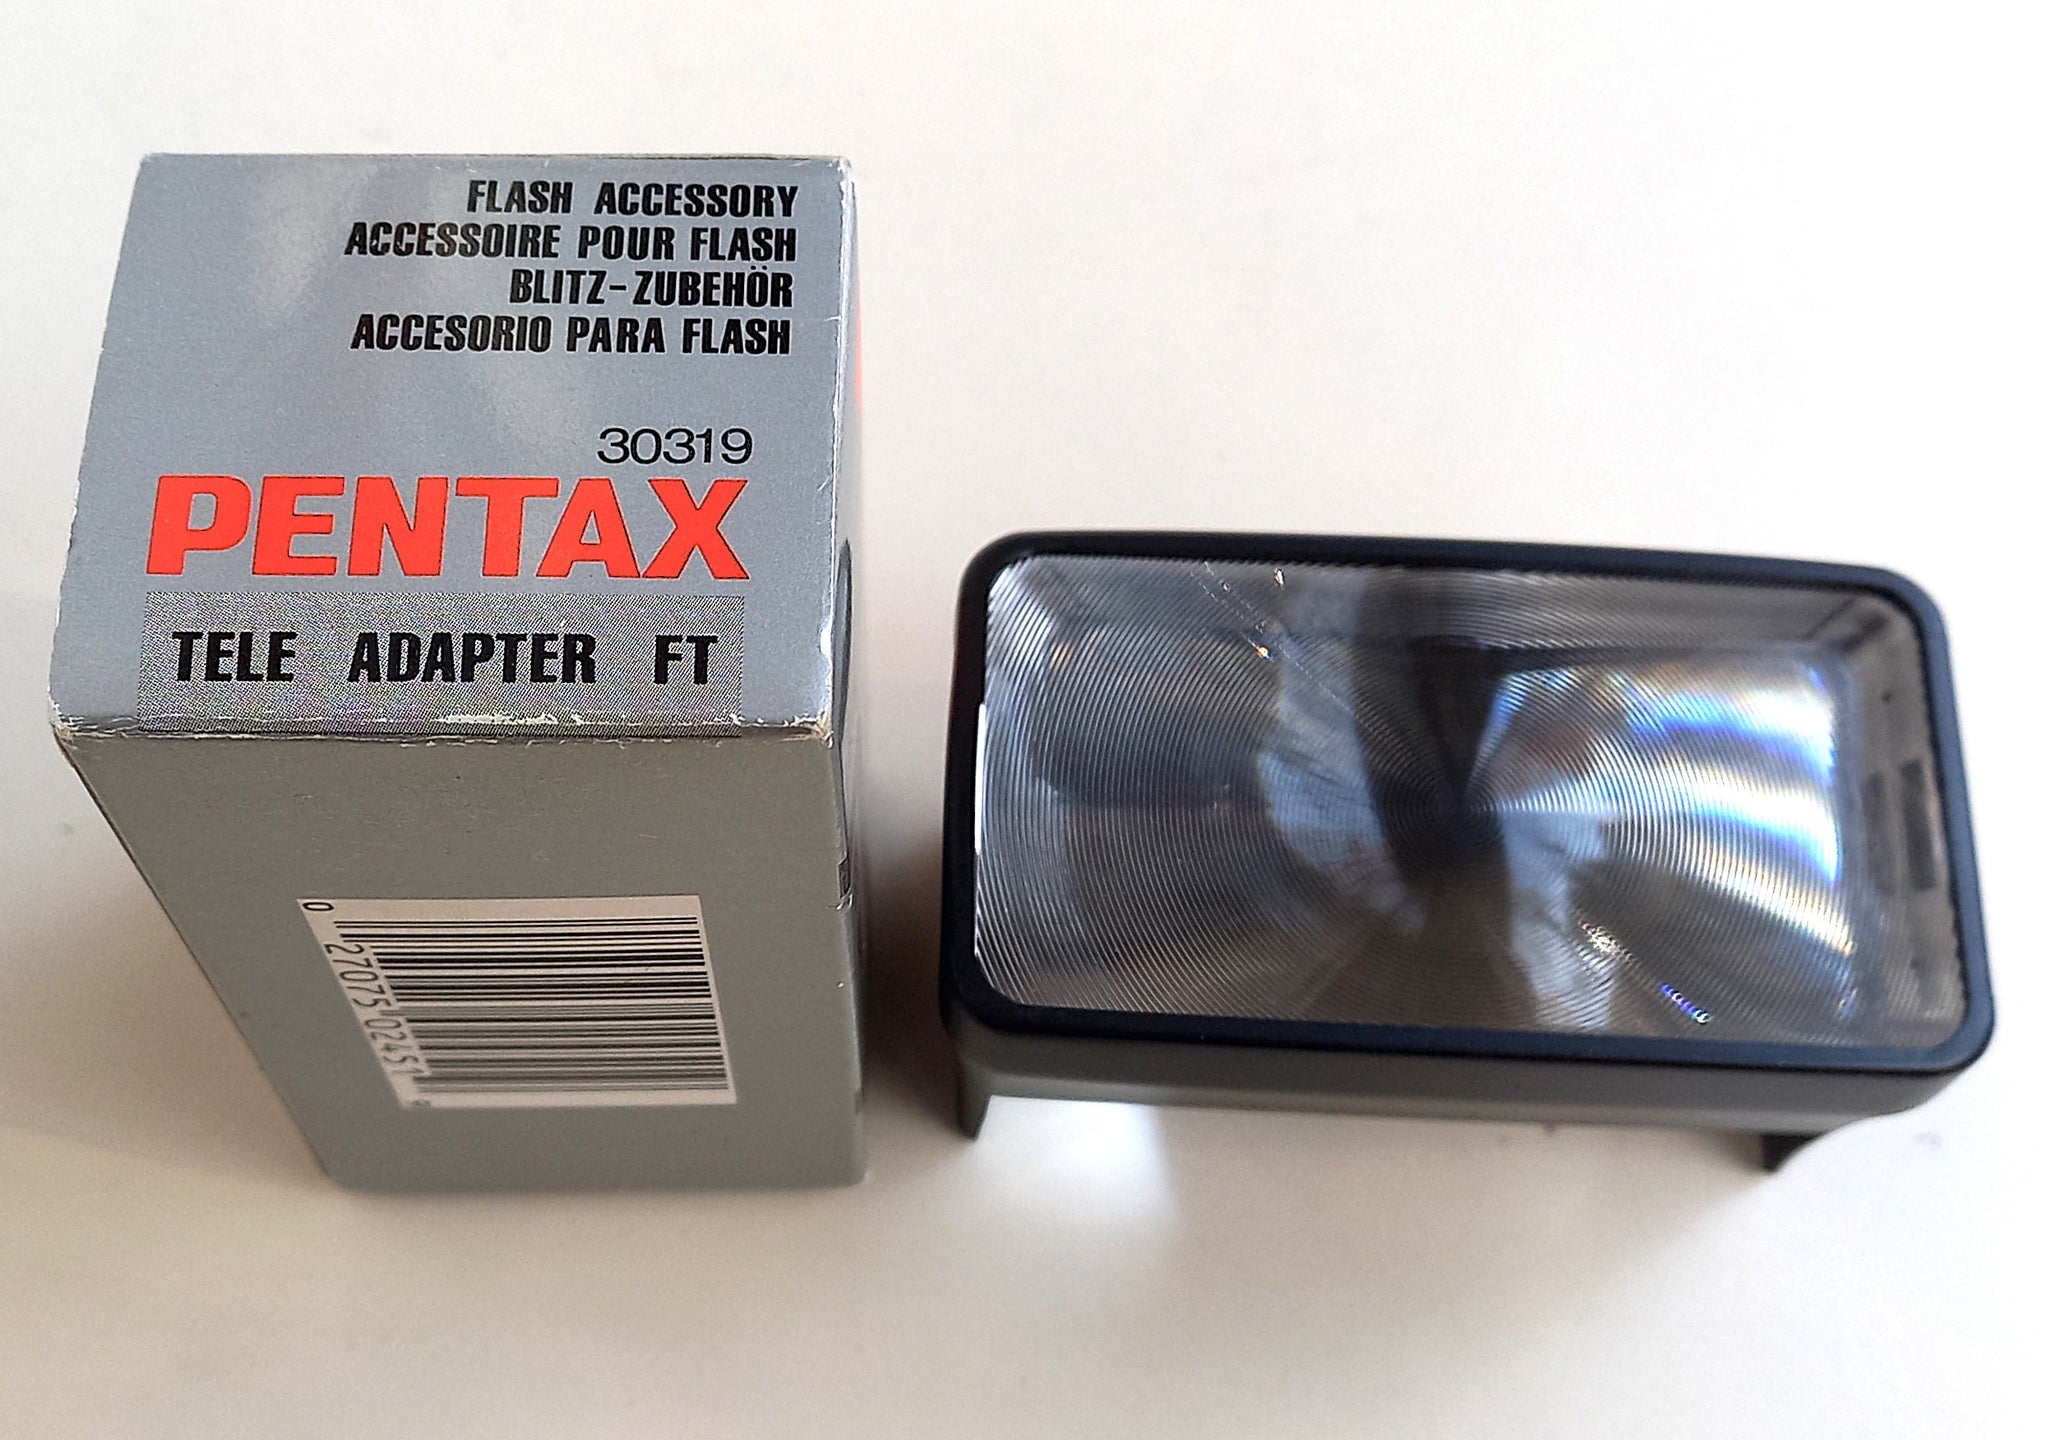 FLASH ACCESSORY
ACCESSOIRE POUR FLASH
BLITZ-ZUBEHÖR
ACCESORIO PARA FLASH
30319
PENTAX
TELE ADAPTER FT
0 27075 02451